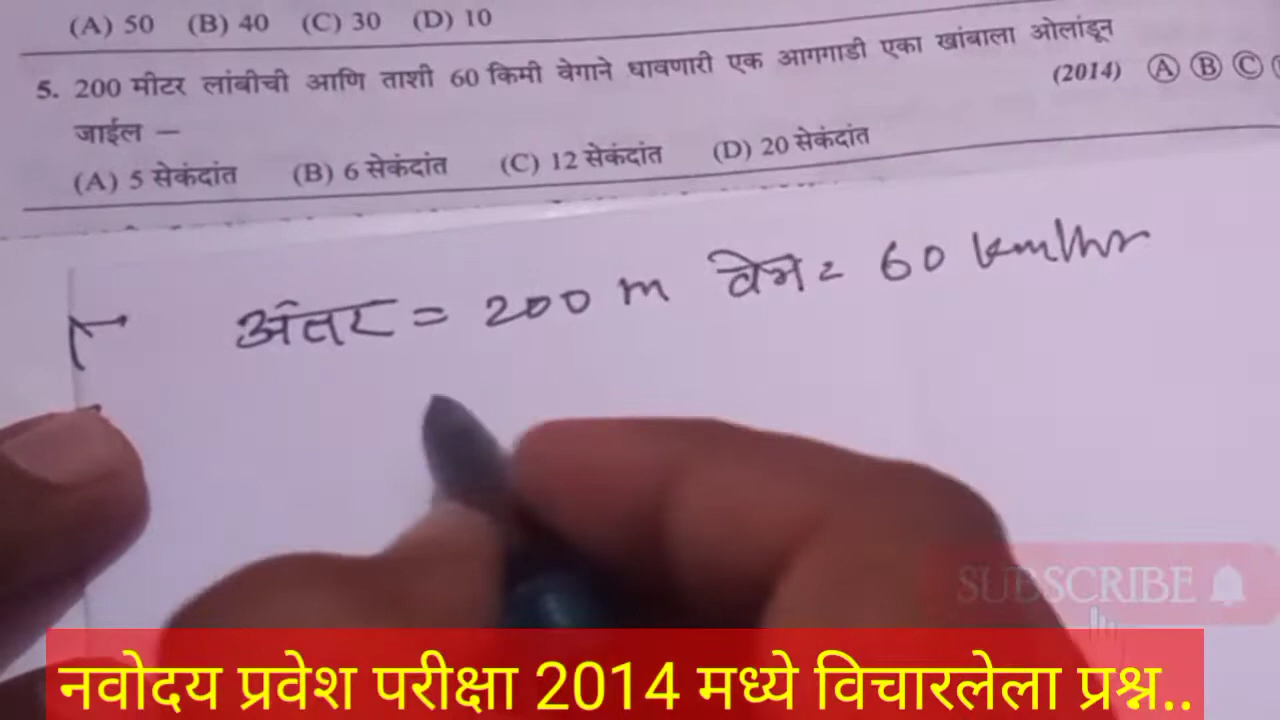 (A) 50 (B) 40 (C) 30 (D) 10
5. 200 मीटर लांबीची आणि ताशी 60 किमी वेगाने धावणारी एक आगगाडी एका खांबाला ओलांडून
जाईल – (2014) A B C
(A) 5 सेकंदांत (B) 6 सेकंदांत (C) 12 सेकंदांत (D) 20 सेकंदांत
अंतर = 200 m वेग = 60 km/hr
SUBSCRIBE
नवोदय प्रवेश परीक्षा 2014 मध्ये विचारलेला प्रश्न..